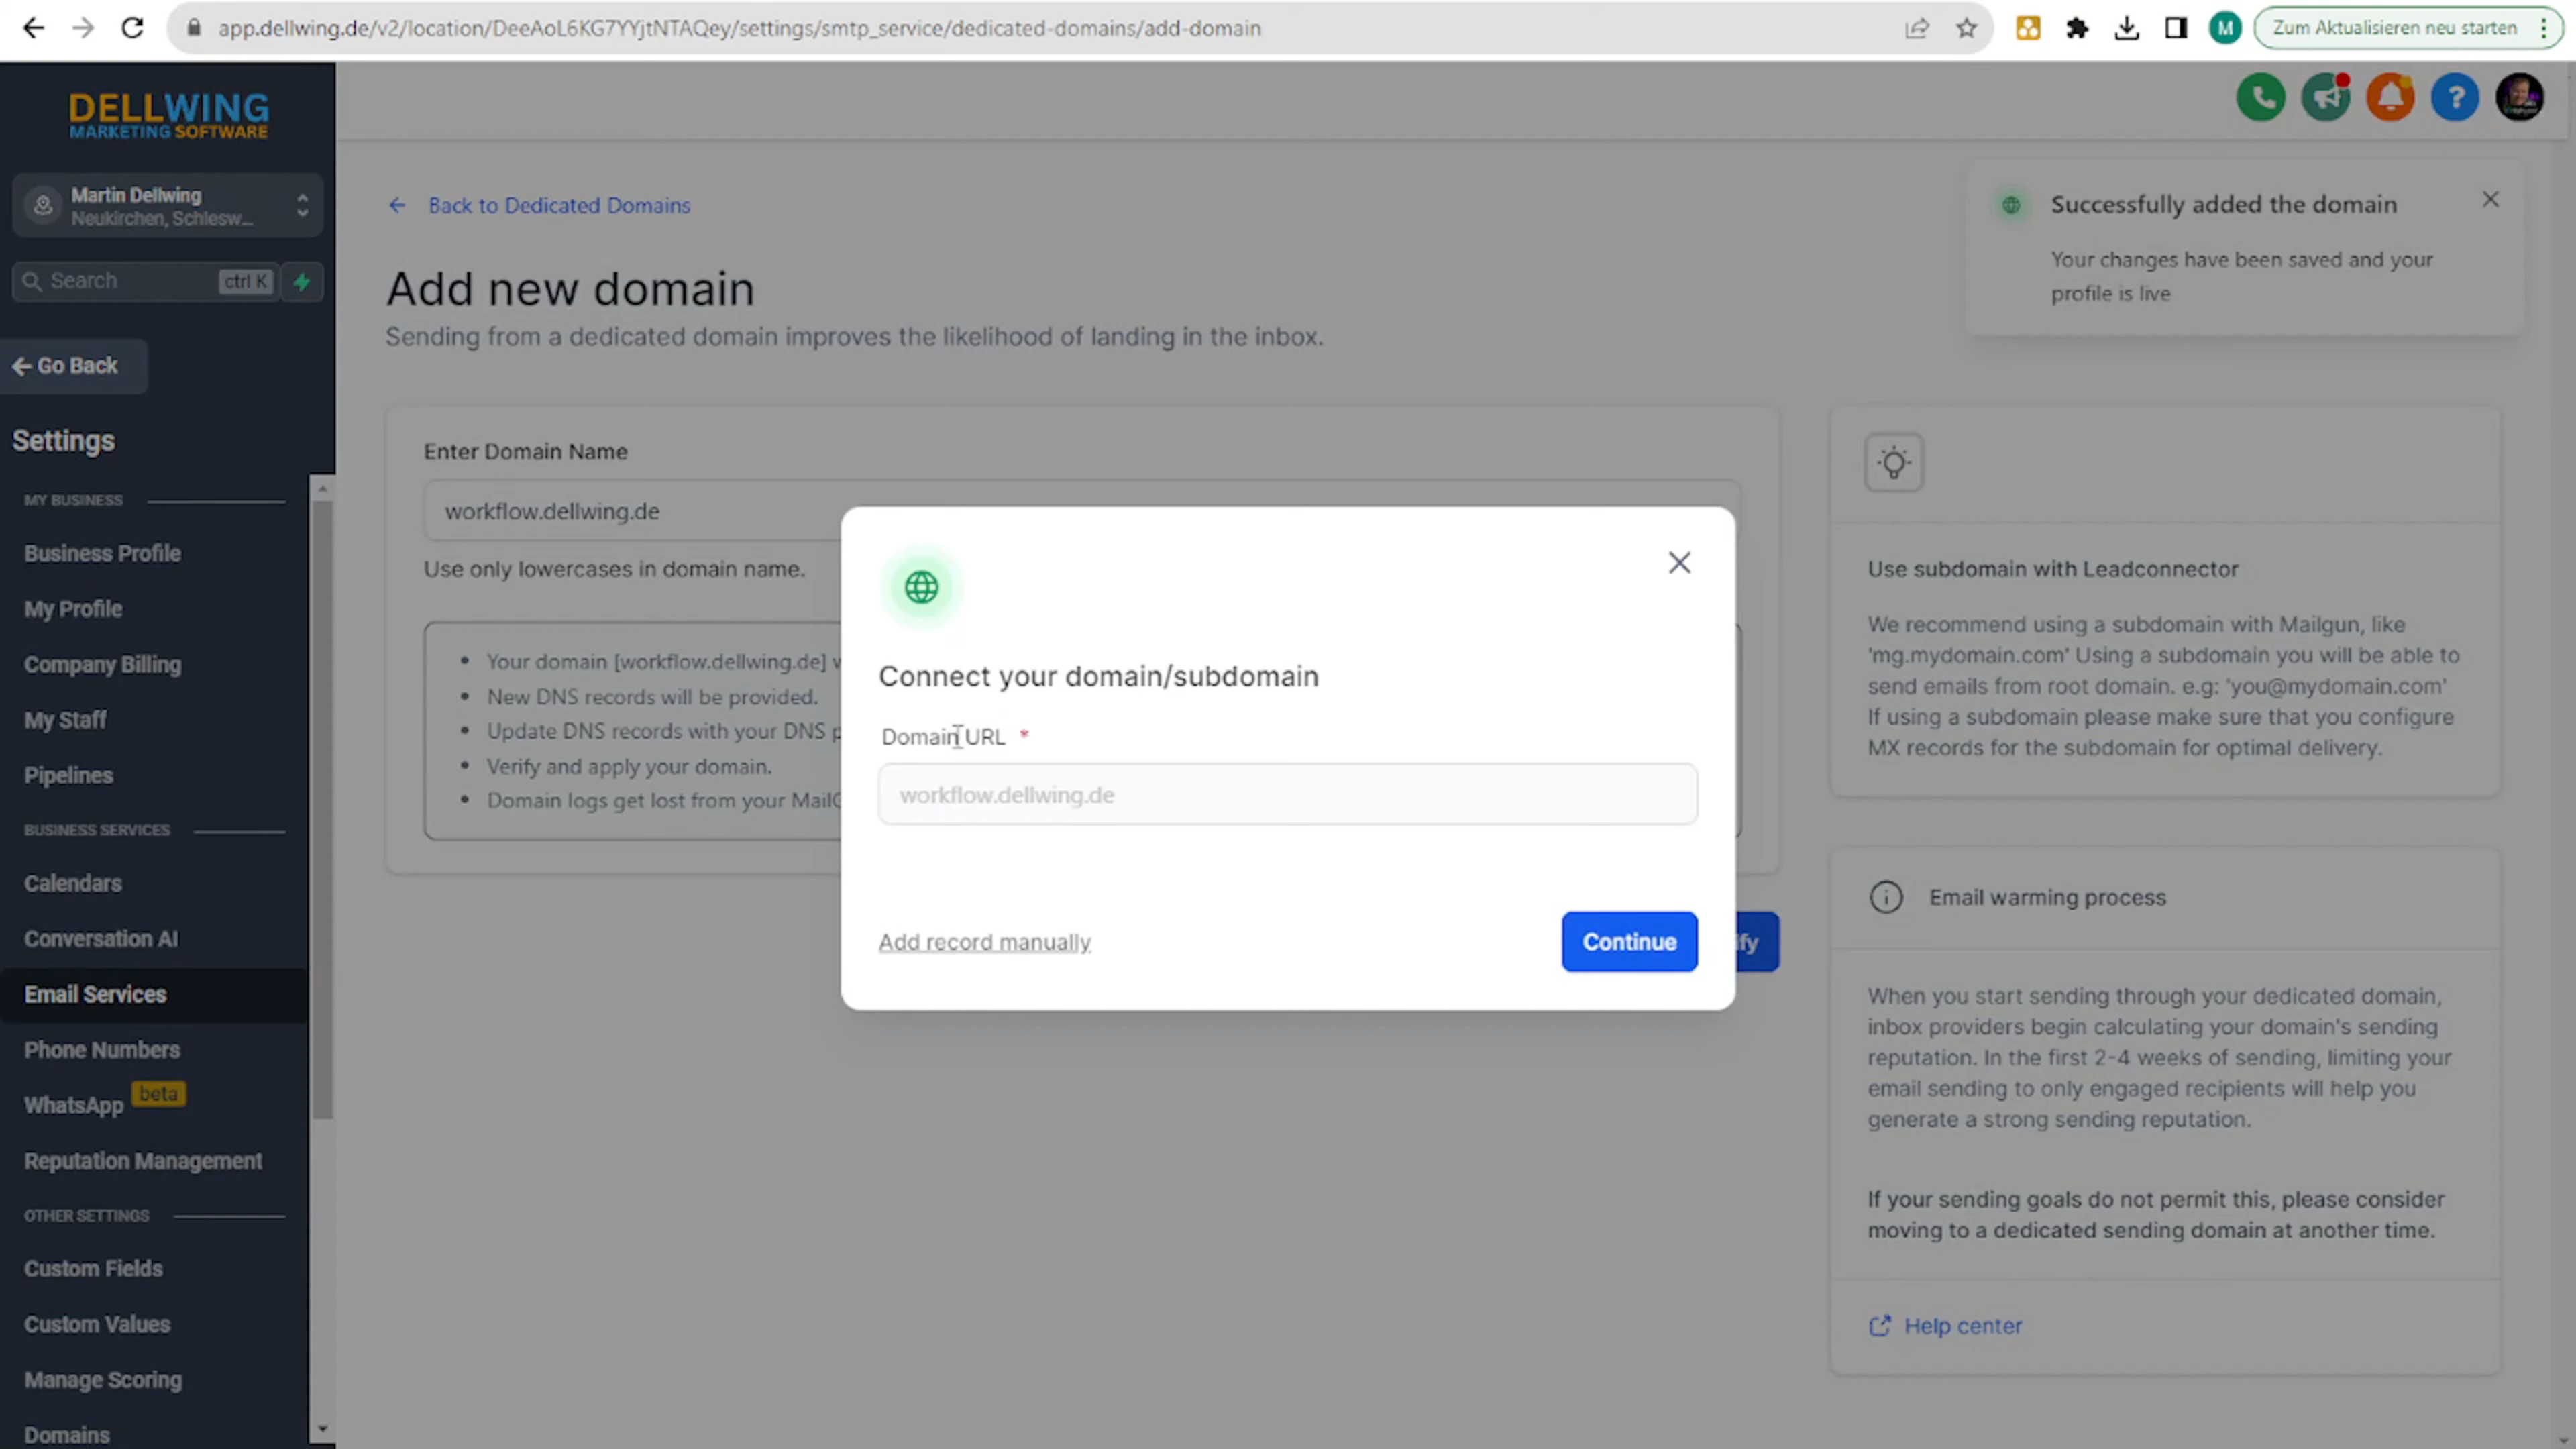 app.dellwing.de/v2/location/DeeAoL6KG7YYjtNTAQey/settings/smtp_service/dedicated-domains/add-domain
M
Zum Aktualisieren neu starten
DELLWING
MARKETING SOFTWARE
Martin Dellwing
Neukirchen, Schlesw...
Search
ctrl K
Go Back
Settings
MY BUSINESS
Business Profile
My Profile
Company Billing
My Staff
Pipelines
BUSINESS SERVICES
Calendars
Conversation AI
Email Services
Phone Numbers
WhatsApp beta
Reputation Management
OTHER SETTINGS
Custom Fields
Custom Values
Manage Scoring
Domains
Back to Dedicated Domains
Add new domain
Sending from a dedicated domain improves the likelihood of landing in the inbox.
Enter Domain Name
workflow.dellwing.de
Use only lowercases in domain name.
• Your domain [workflow.dellwing.de]
• New DNS records will be provided.
• Update DNS records with your DNS
• Verify and apply your domain.
• Domain logs get lost from your
Connect your domain/subdomain
Domain URL *
workflow.dellwing.de
Add record manually
Continue
Successfully added the domain
Your changes have been saved and your
profile is live
Use subdomain with Leadconnector
We recommend using a subdomain with Mailgun, like
'mg.mydomain.com' Using a subdomain you will be able to
send emails from root domain. e.g: 'you@mydomain.com'
If using a subdomain please make sure that you configure
MX records for the subdomain for optimal delivery.
Email warming process
When you start sending through your dedicated domain,
inbox providers begin calculating your domain's sending
reputation. In the first 2-4 weeks of sending, limiting your
email sending to only engaged recipients will help you
generate a strong sending reputation.
If your sending goals do not permit this, please consider
moving to a dedicated sending domain at another time.
Help center